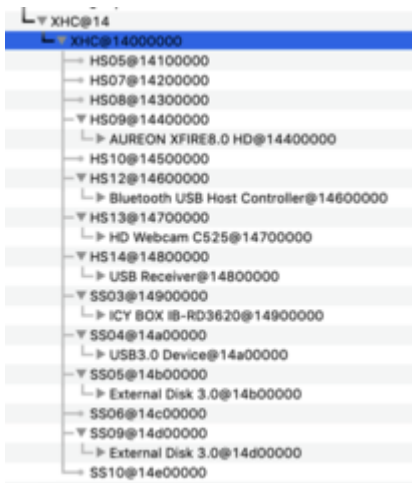 XHC@14
XHC@14000000
HS05@14100000
HS07@14200000
HS08@14300000
HS09@14400000
AUREON XFIRE8.0 HD@14400000
HS10@14500000
HS12@14600000
Bluetooth USB Host Controller@14600000
HS13@14700000
HD Webcam C525@14700000
HS14@14800000
USB Receiver@14800000
SS03@14900000
ICY BOX IB-RD3620@14900000
SS04@14a00000
USB3.0 Device@14a00000
SS05@14b00000
External Disk 3.0@14b00000
SS06@14c00000
SS09@14d00000
External Disk 3.0@14d00000
SS10@14e00000